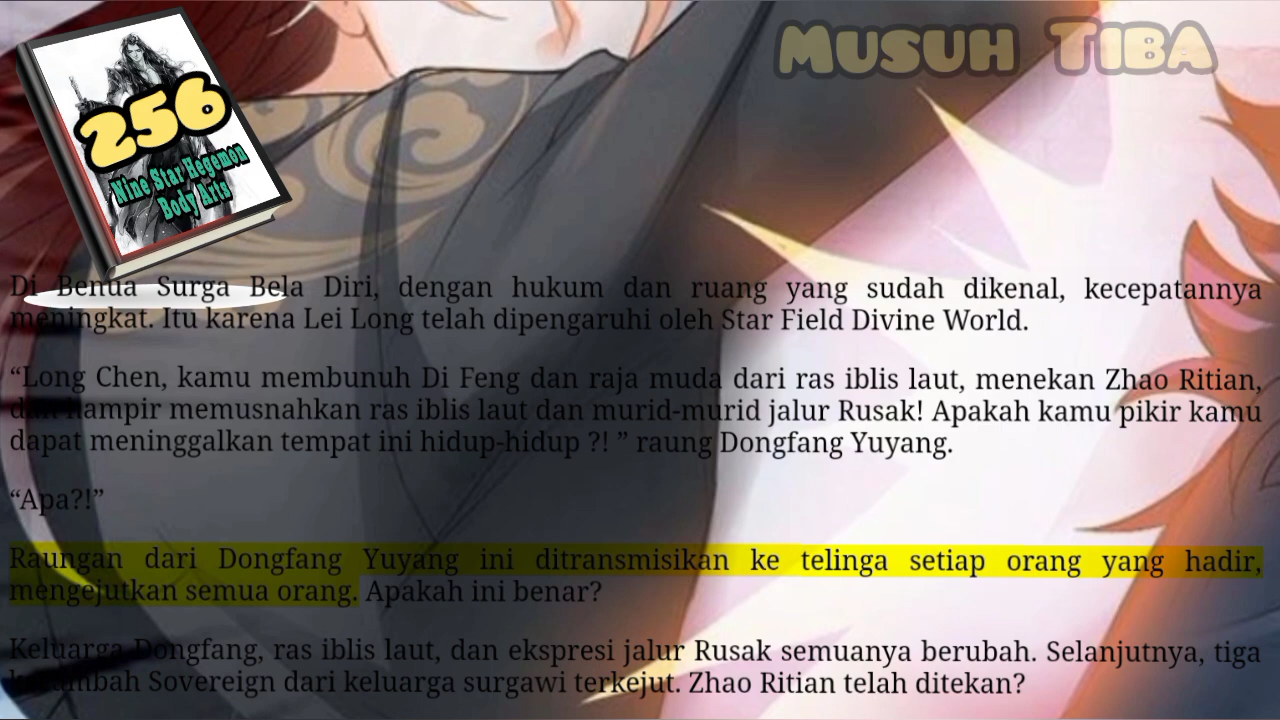 Musuh Tiba
256
Nine Star Hegemon
Body Arts
Di Benua Surga Bela Diri, dengan hukum dan ruang yang sudah dikenal, kecepatannya
meningkat. Itu karena Lei Long telah dipengaruhi oleh Star Field Divine World.
“Long Chen, kamu membunuh Di Feng dan raja muda dari ras iblis laut, menekan Zhao Ritian,
dan hampir memusnahkan ras iblis laut dan murid-murid jalur Rusak! Apakah kamu pikir kamu
dapat meninggalkan tempat ini hidup-hidup ?! ” raung Dongfang Yuyang.
“Apa?!”
Raungan dari Dongfang Yuyang ini ditransmisikan ke telinga setiap orang yang hadir,
mengejutkan semua orang. Apakah ini benar?
Keluarga Dongfang, ras iblis laut, dan ekspresi jalur Rusak semuanya berubah. Selanjutnya, tiga
Sovereign dari keluarga surgawi terkejut. Zhao Ritian telah ditekan?